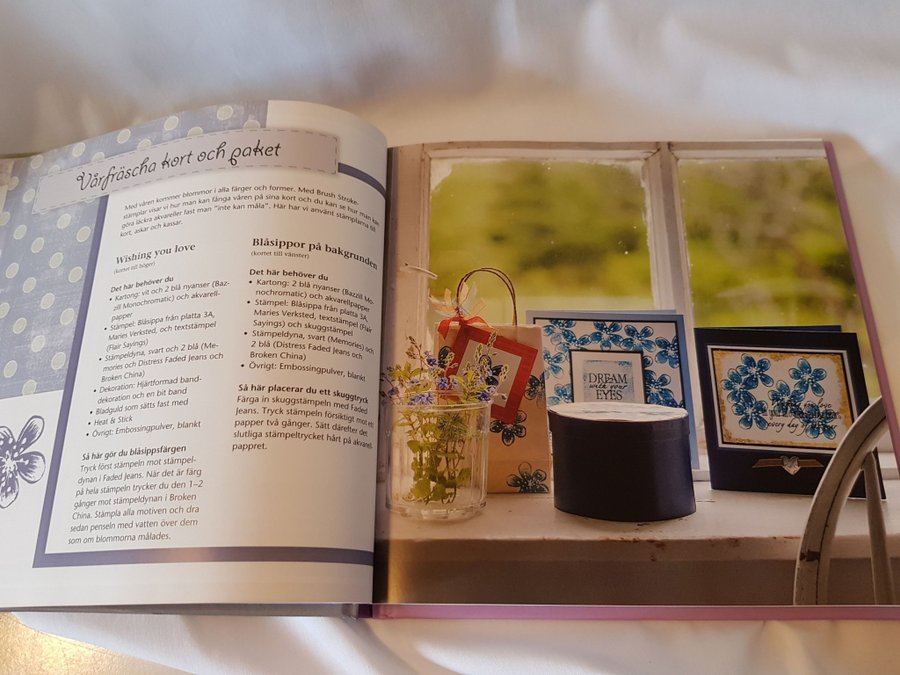 Vårfräscha kort och paket
Med våren kommer blommor i alla färger och former. Med Brush Stroke-
stämplar visar vi hur man kan fånga våren på sina kort och du kan se hur man kan
göra läckra akvareller fast man "inte kan måla". Här har vi använt stämplarna till
kort, askar och kassar.
Wishing you love
(kortet till höger)
Det här behöver du
• Kartong: vit och 2 blå nyanser (Baz-
zill Monochromatic) och akvarell-
papper
• Stämpel: Blåsippa från platta 3A,
Maries Verksted, och textstämpel
(Flair Sayings)
• Stämpeldyna, svart och 2 blå (Me-
mories och Distress Faded Jeans och
Broken China)
• Dekoration: Hjärtformad band-
dekoration och en bit band
• Bladguld som sätts fast med
• Heat & Stick
• Övrigt: Embossingpulver, blankt
Så här gör du blåsippsfärgen
Tryck först stämpeln mot stämpel-
dynan i Faded Jeans. När det är färg
på hela stämpeln trycker du den 1–2
gånger mot stämpeldynan i Broken
China. Stämpla alla motiven och dra
sedan penseln med vatten över dem
som om blommorna målades.
Blåsippor på bakgrunden
(kortet till vänster)
Det här behöver du
• Kartong: 2 blå nyanser (Bazzill Mo-
nochromatic) och akvarellpapper
• Stämpel: Blåsippa från platta 3A,
Maries Verksted, textstämpel (Flair
Sayings) och skuggstämpel
• Stämpeldyna, svart (Memories) och
2 blå (Distress Faded Jeans och
Broken China)
• Övrigt: Embossingpulver, blankt
Så här placerar du ett skuggtryck
Färga in skuggstämpeln med Faded
Jeans. Tryck stämpeln försiktigt mot ett
papper två gånger. Sätt därefter det
slutliga stämpeltrycket hårt på akvarell-
pappret.
DREAM
with your
EYES
every day of